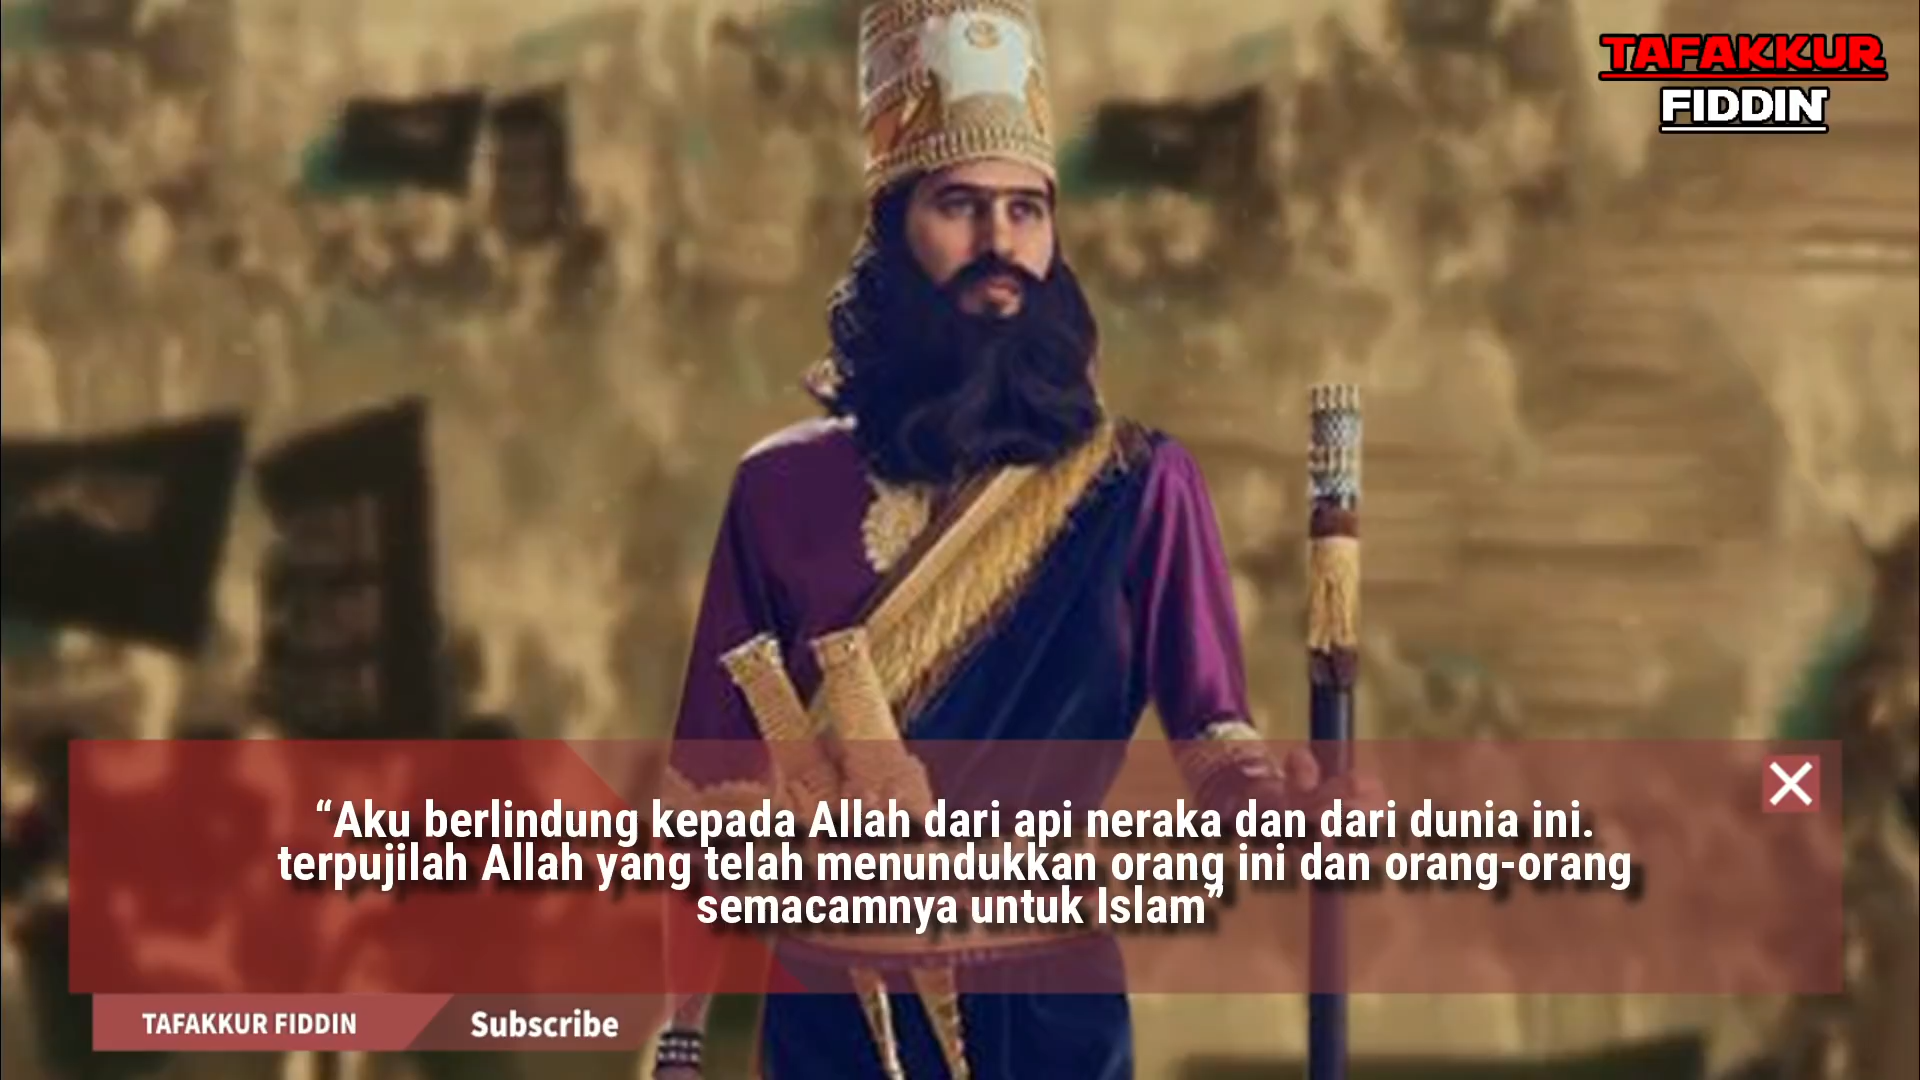 TAFAKKUR
FIDDIN
“Aku berlindung kepada Allah dari api neraka dan dari dunia ini.
terpujilah Allah yang telah menundukkan orang ini dan orang-orang
semacamnya untuk Islam”
TAFAKKUR FIDDIN
Subscribe